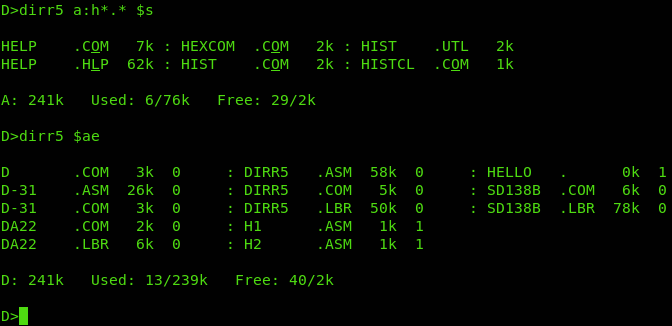 D>dirr5 a:h*.* $s
HELP    .COM   7k : HEXCOM  .COM   2k : HIST    .UTL   2k
HELP    .HLP  62k : HIST    .COM   2k : HISTCL  .COM   1k
A: 241k   Used: 6/76k   Free: 29/2k
D>dirr5 $ae
D       .COM   3k  0     : DIRR5   .ASM  58k  0     : HELLO   .      0k  1
D-31    .ASM  26k  0     : DIRR5   .COM   5k  0     : SD138B  .COM   6k  0
D-31    .COM   3k  0     : DIRR5   .LBR  50k  0     : SD138B  .LBR  78k  0
DA22    .COM   2k  0     : H1      .ASM   1k  1
DA22    .LBR   6k  0     : H2      .ASM   1k  1
D: 241k   Used: 13/239k   Free: 40/2k
D>